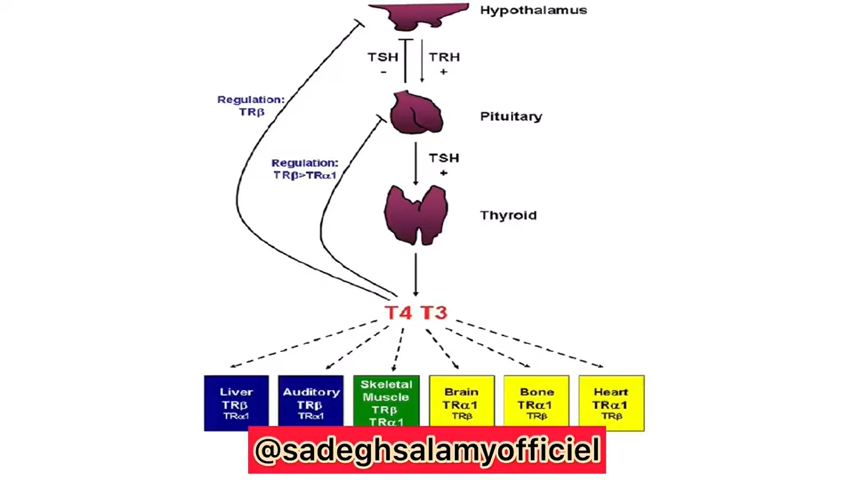 Hypothalamus
TSH
-
TRH
+
Regulation:
TRβ
Pituitary
Regulation:
TRβ>TRα1
TSH
+
Thyroid
T4 T3
Liver
TRβ
TRα1
Auditory
TRβ
TRα1
Skeletal
Muscle
TRβ
TRα1
Brain
TRα1
TRβ
Bone
TRα1
TRβ
Heart
TRα1
TRβ
@sadeghsalamyofficiel